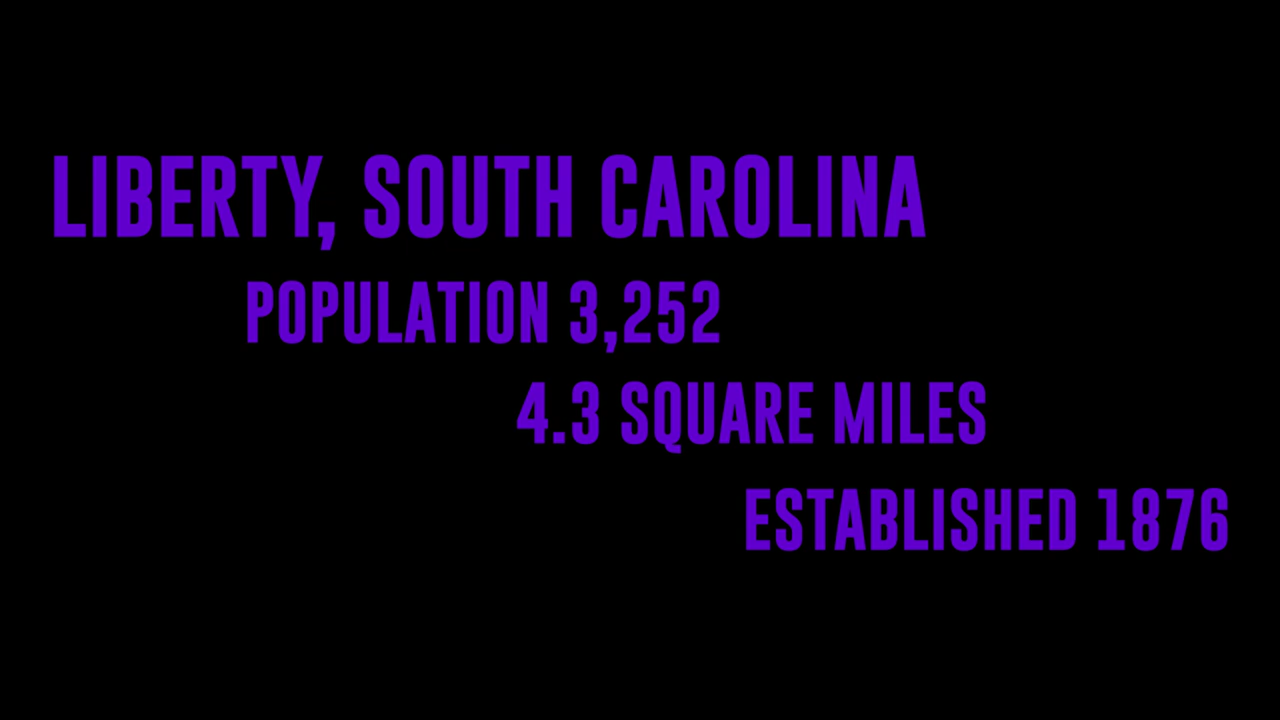 LIBERTY, SOUTH CAROLINA
POPULATION 3,252
4.3 SQUARE MILES
ESTABLISHED 1876